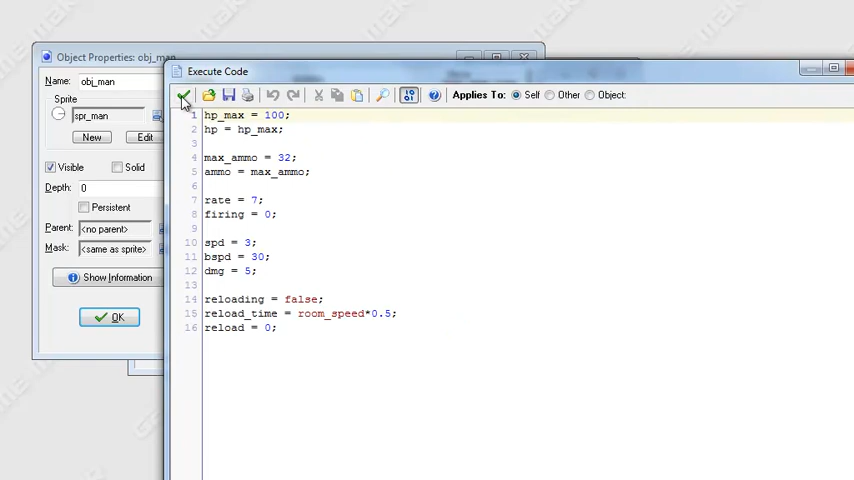 Object Properties: obj_man
Execute Code
Name: obj_man
Sprite
spr_man
New Edit
Visible Solid
Depth: 0
Persistent
Parent: <no parent>
Mask: <same as sprite>
Show Information
OK
Applies To: Self Other Object:
1 hp_max = 100;
2 hp = hp_max;
3
4 max_ammo = 32;
5 ammo = max_ammo;
6
7 rate = 7;
8 firing = 0;
9
10 spd = 3;
11 bspd = 30;
12 dmg = 5;
13
14 reloading = false;
15 reload_time = room_speed*0.5;
16 reload = 0;